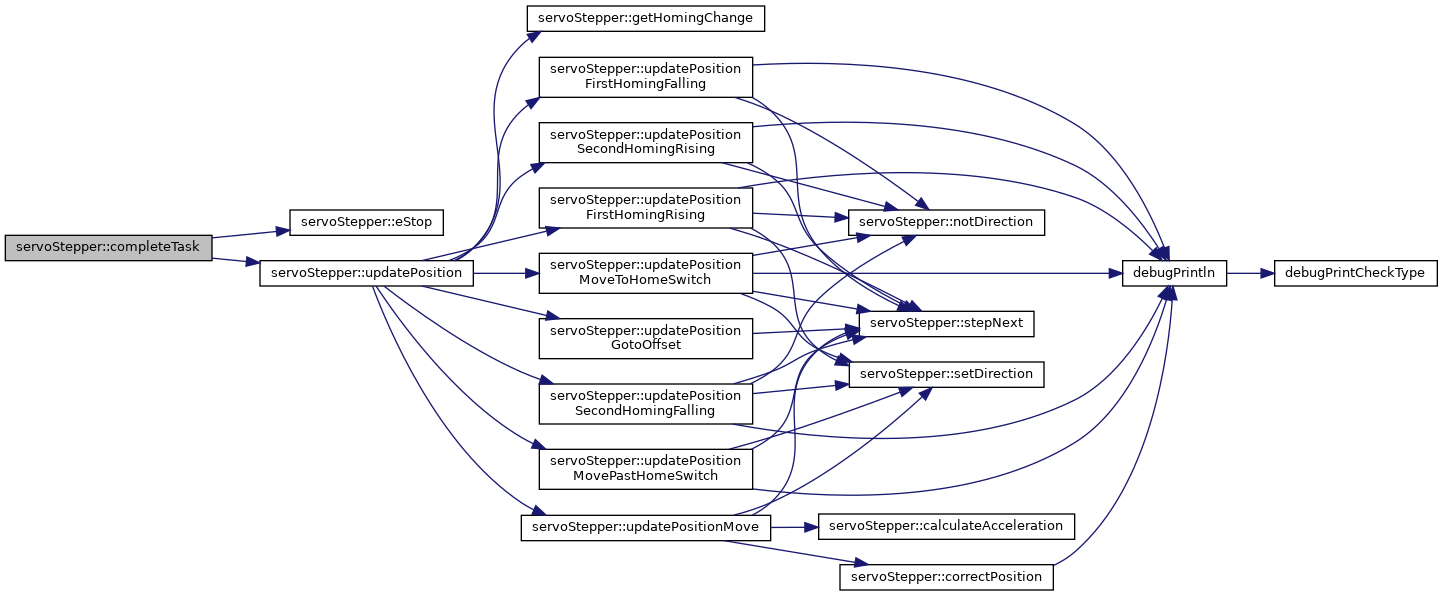 servoStepper::completeTask
servoStepper::eStop
servoStepper::updatePosition
servoStepper::getHomingChange
servoStepper::updatePosition
FirstHomingFalling
servoStepper::updatePosition
SecondHomingRising
servoStepper::updatePosition
FirstHomingRising
servoStepper::updatePosition
MoveToHomeSwitch
servoStepper::updatePosition
GotoOffset
servoStepper::updatePosition
SecondHomingFalling
servoStepper::updatePosition
MovePastHomeSwitch
servoStepper::updatePositionMove
servoStepper::notDirection
servoStepper::stepNext
servoStepper::setDirection
servoStepper::calculateAcceleration
servoStepper::correctPosition
debugPrintln
debugPrintCheckType